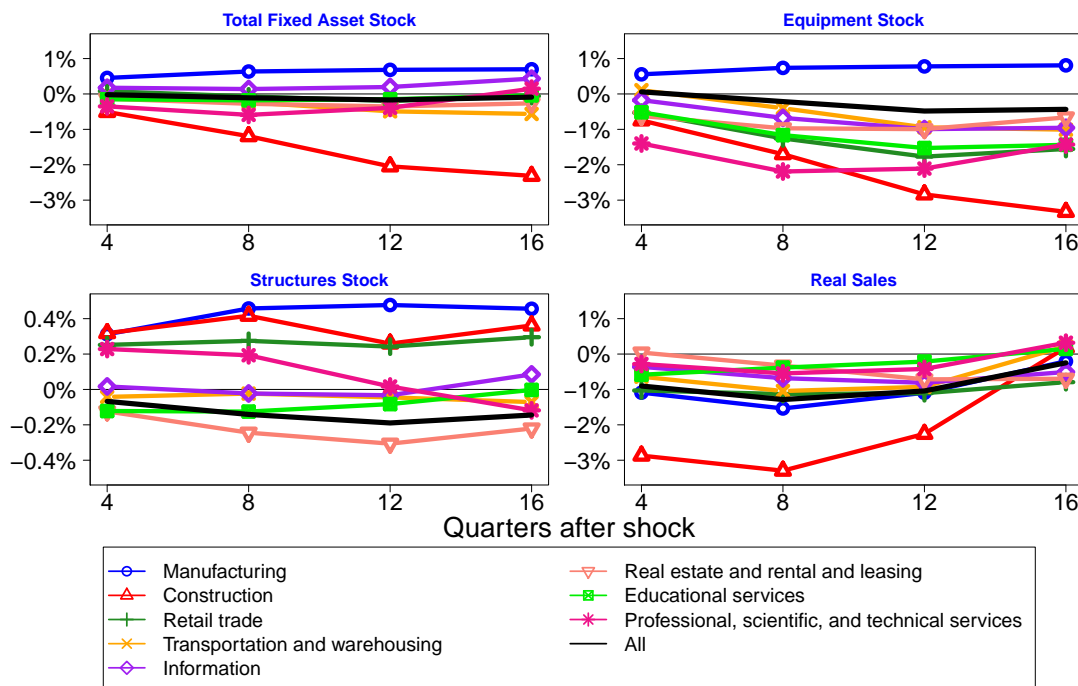 Total Fixed Asset Stock
1%
0%
−1%
−2%
−3%
4 8 12 16
Equipment Stock
1%
0%
−1%
−2%
−3%
4 8 12 16
Structures Stock
0.4%
0.2%
0%
−0.2%
−0.4%
4 8 12 16
Real Sales
1%
0%
−1%
−2%
−3%
4 8 12 16
Quarters after shock
Manufacturing
Construction
Retail trade
Transportation and warehousing
Information
Real estate and rental and leasing
Educational services
Professional, scientific, and technical services
All